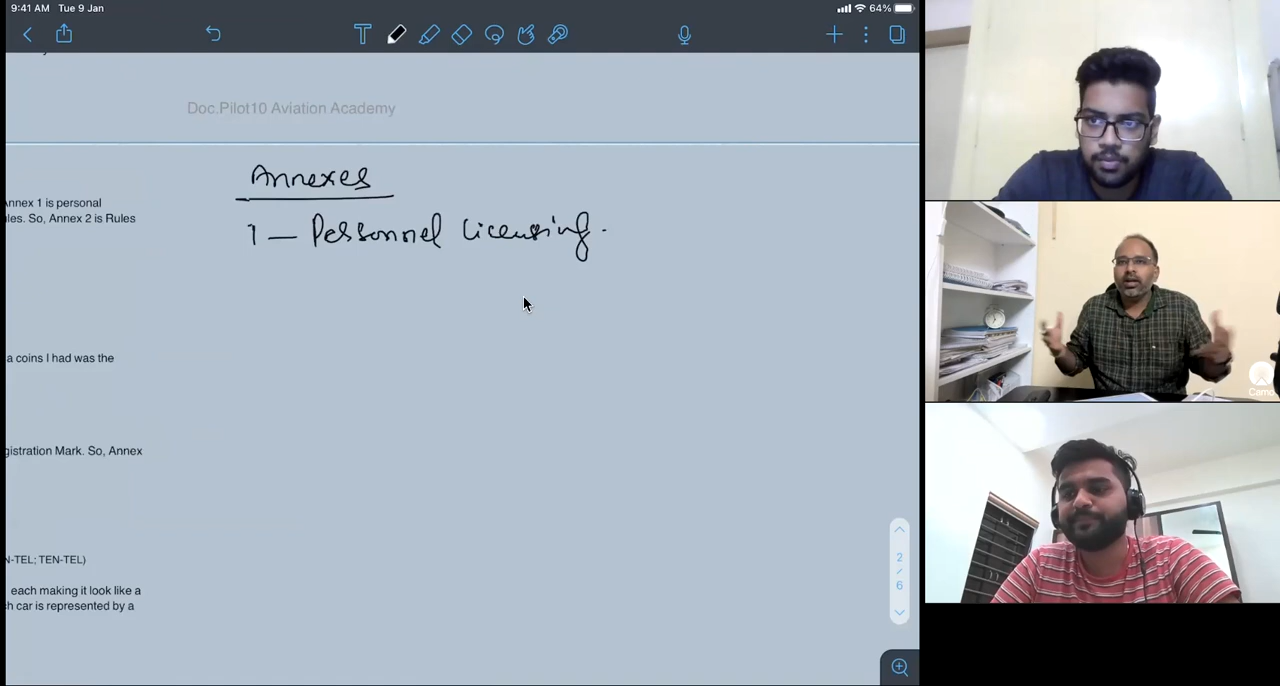 9:41 AM Tue 9 Jan
64%
Doc.Pilot10 Aviation Academy
Annexes
1 — Personnel Licensing.
Annex 1 is personal
les. So, Annex 2 is Rules
a coins I had was the
gistration Mark. So, Annex
N-TEL; TEN-TEL)
each making it look like a
h car is represented by a
2
/
6
Camo